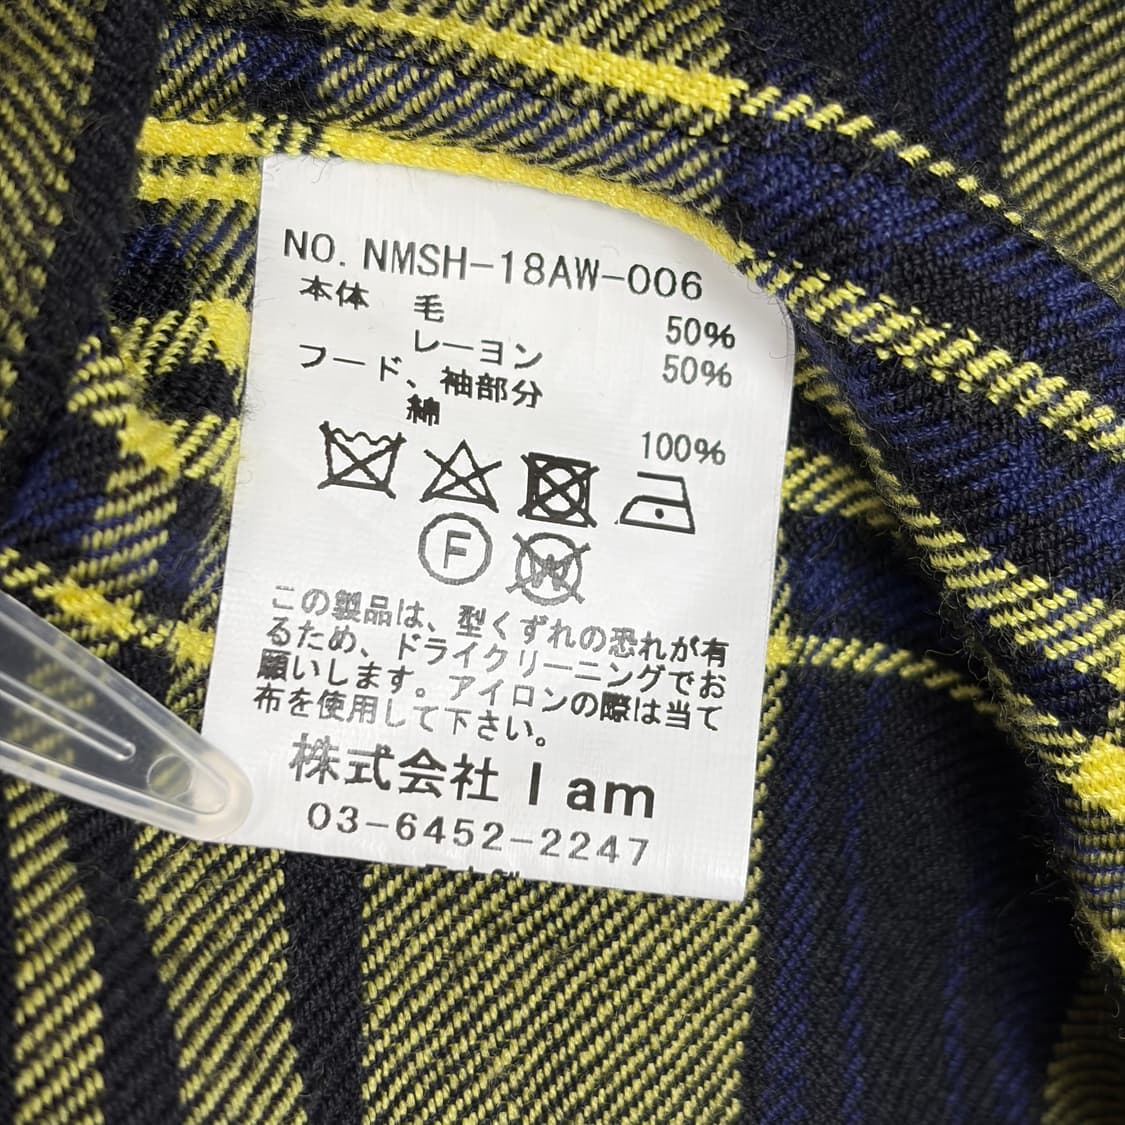 NO. NMSH-18AW-006
本体 毛 50%
レーヨン 50%
フード、袖部分
綿 100%
F W
この製品は、型くずれの恐れが有
るため、ドライクリーニングでお
願いします。アイロンの際は当て
布を使用して下さい。
株式会社 I am
03-6452-2247